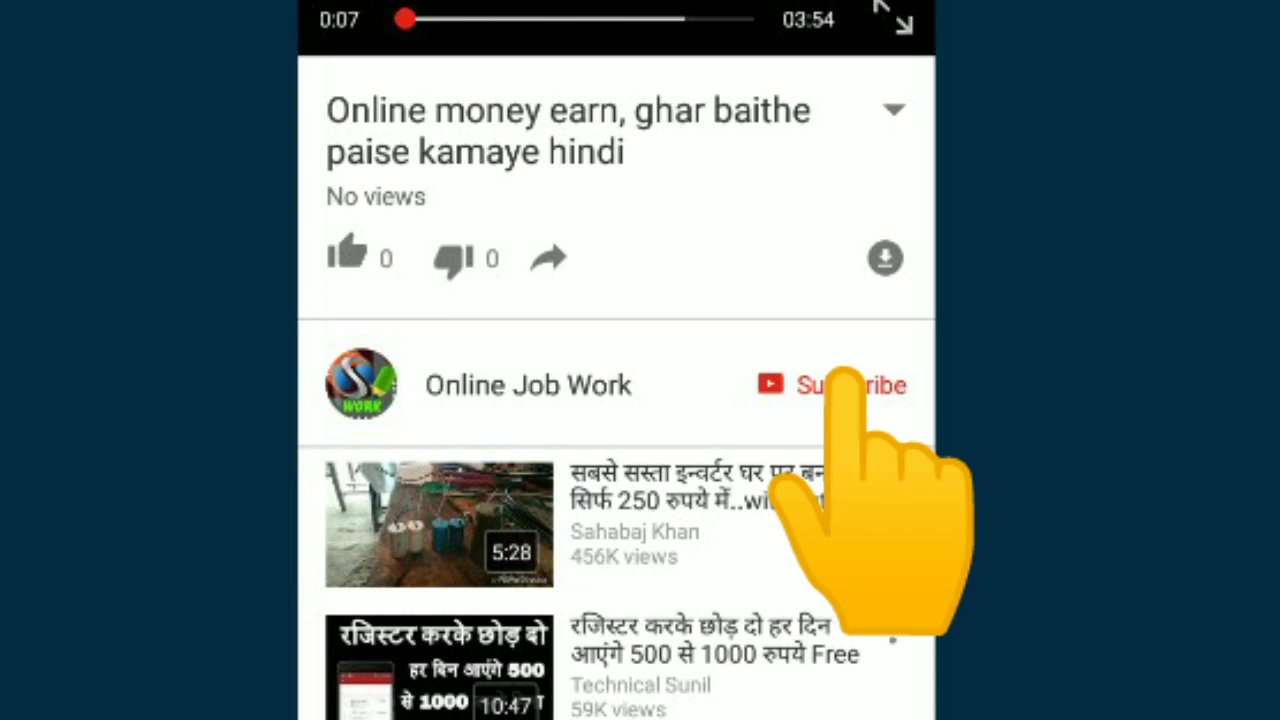 0:07
03:54
Online money earn, ghar baithe
paise kamaye hindi
No views
0
0
WORK
Online Job Work
5:28
सबसे सस्ता इन्वर्टर घर पर
सिर्फ 250 रुपये में..
Sahabaj Khan
456K views
रजिस्टर करके छोड़ दो
हर दिन आएंगे 500
से 1000
10:47
रजिस्टर करके छोड़ दो हर दिन
आएंगे 500 से 1000 रुपये Free
Technical Sunil
59K views